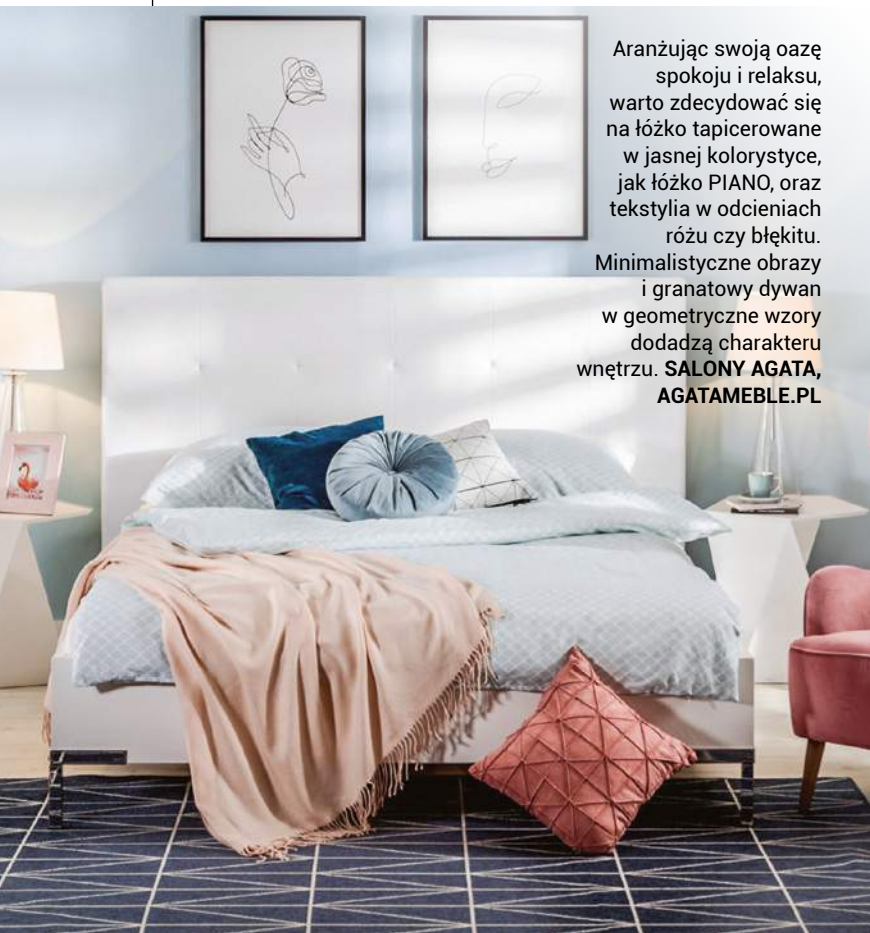 Aranżując swoją oazę
spokoju i relaksu,
warto zdecydować się
na łóżko tapicerowane
w jasnej kolorystyce,
jak łóżko PIANO, oraz
tekstylia w odcieniach
różu czy błękitu.
Minimalistyczne obrazy
i granatowy dywan
w geometryczne wzory
dodadzą charakteru
wnętrzu. SALONY AGATA,
AGATAMEBLE.PL